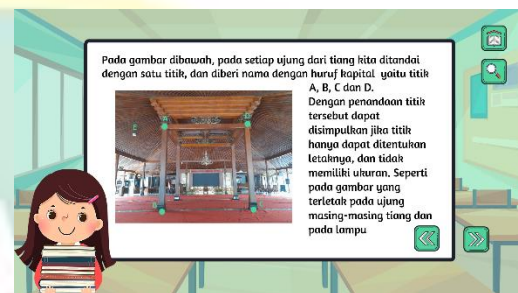 Pada gambar dibawah, pada setiap ujung dari tiang kita ditandai
dengan satu titik, dan diberi nama dengan huruf kapital yaitu titik
A, B, C dan D.
Dengan penandaan titik
tersebut dapat
disimpulkan jika titik
hanya dapat ditentukan
letaknya, dan tidak
memiliki ukuran. Seperti
pada gambar yang
terletak pada ujung
masing-masing tiang dan
pada lampu